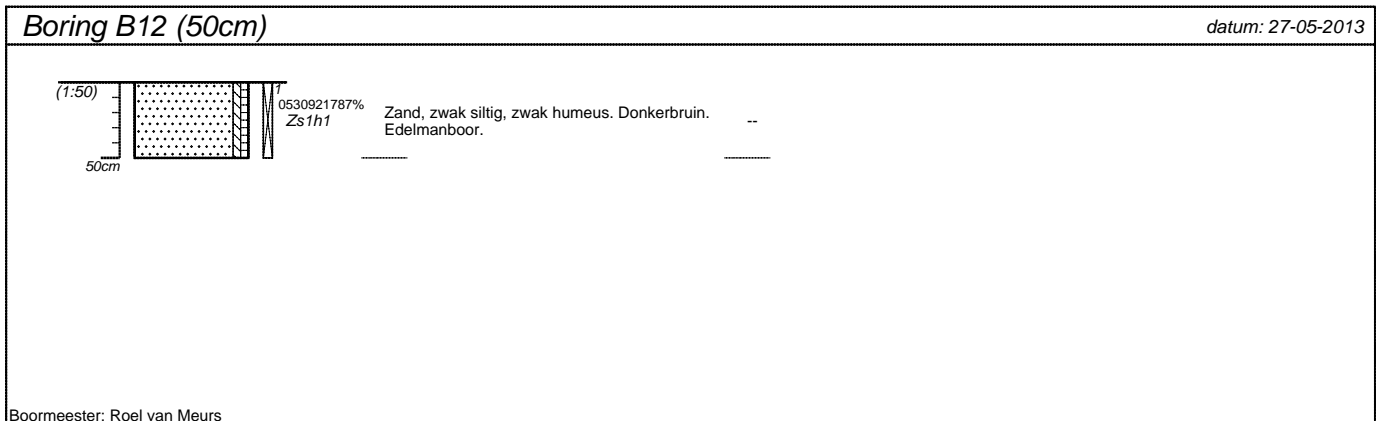 Boring B12 (50cm)
datum: 27-05-2013
(1:50)
1
0530921787%
Zs1h1
Zand, zwak siltig, zwak humeus. Donkerbruin.
Edelmanboor.
--
50cm
Boormeester: Roel van Meurs